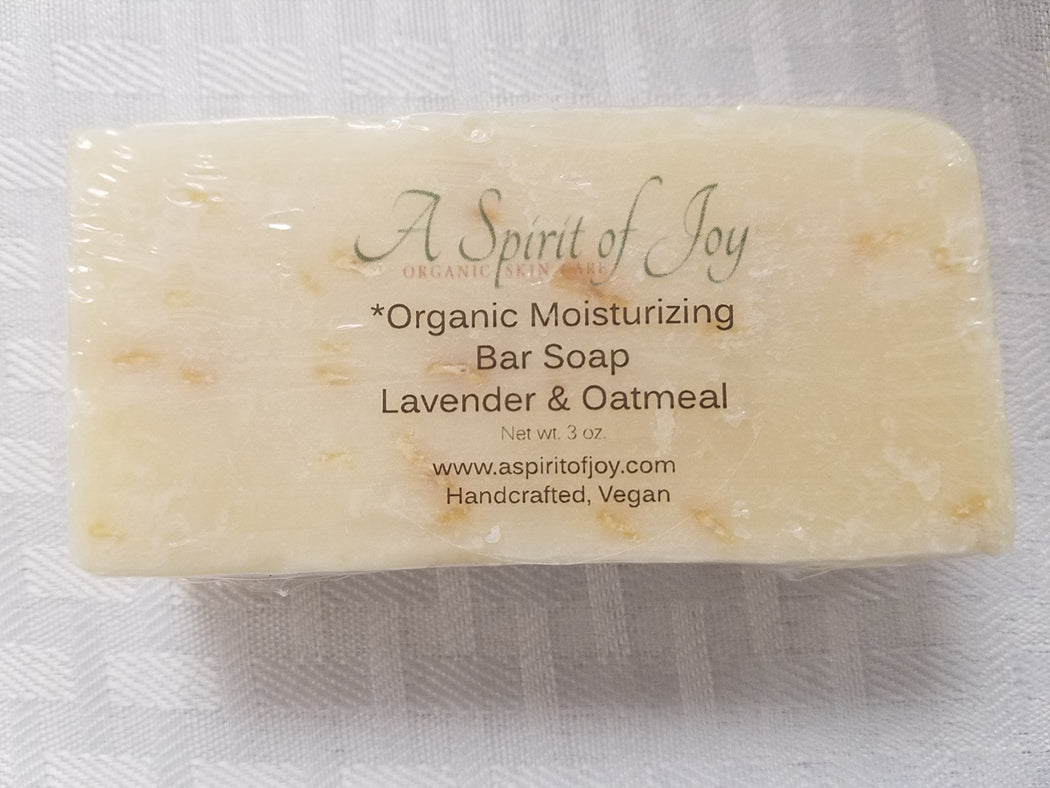 A Spirit of Joy
ORGANIC SKIN CARE
*Organic Moisturizing
Bar Soap
Lavender & Oatmeal
Net wt. 3 oz.
www.aspiritofjoy.com
Handcrafted, Vegan